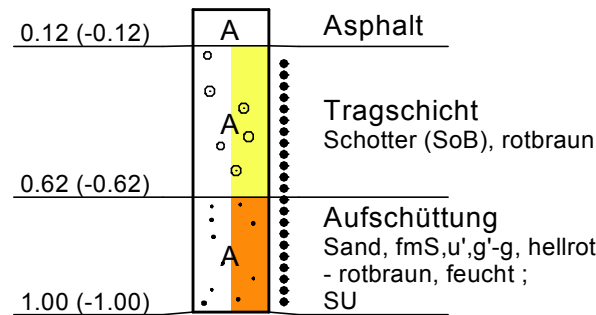 0.12 (-0.12)
A
Asphalt
A
Tragschicht
Schotter (SoB), rotbraun
0.62 (-0.62)
A
Aufschüttung
Sand, fmS,u',g'-g, hellrot
- rotbraun, feucht ;
SU
1.00 (-1.00)